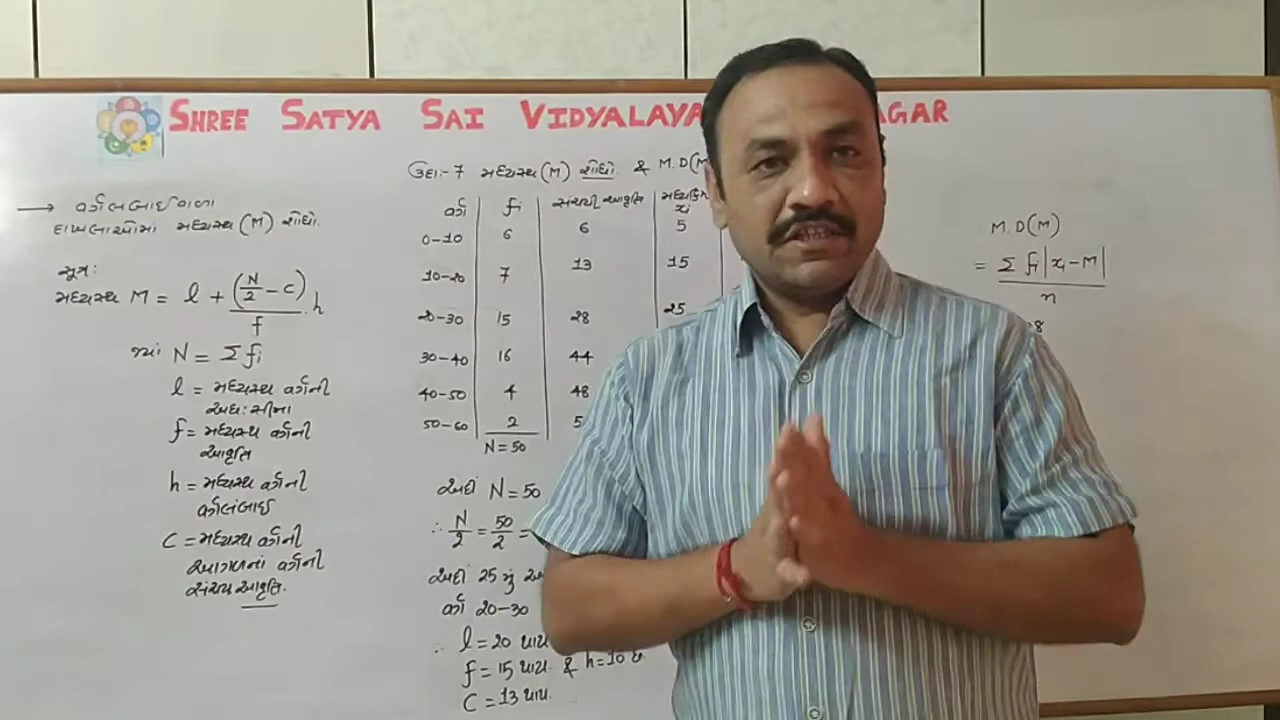 SHREE SATYA SAI VIDYALAYA AGAR
ઉદા:-7 મધ્યસ્થ (M) શોધો & M.D(M
→ વર્ગલંબાઈવાળા
દાખલાઓમાં મધ્યસ્થ (M) શોધો.
સૂત્ર:
મધ્યસ્થ M = l + (N/2 - C)/f . h
જ્યાં N = Σ fi
l = મધ્યસ્થ વર્ગની
અધ:સીમા
f = મધ્યસ્થ વર્ગની
આવૃત્તિ
h = મધ્યસ્થ વર્ગની
વર્ગલંબાઈ
C = મધ્યસ્થ વર્ગની
આગળનાં વર્ગની
સંચય આવૃત્તિ.
વર્ગ fi સંચયી આવૃત્તિ xi
0-10 6 6 5
10-20 7 13 15
20-30 15 28 25
30-40 16 44
40-50 4 48
50-60 2 5
N = 50
અહીં N = 50
∴ N/2 = 50/2 =
અહીં 25 નું
વર્ગ 20-30
∴ l = 20 થાય
f = 15 થાય. & h = 10 છે.
C = 13 થાય.
M.D(M)
= Σ fi|xi - M| / n
8